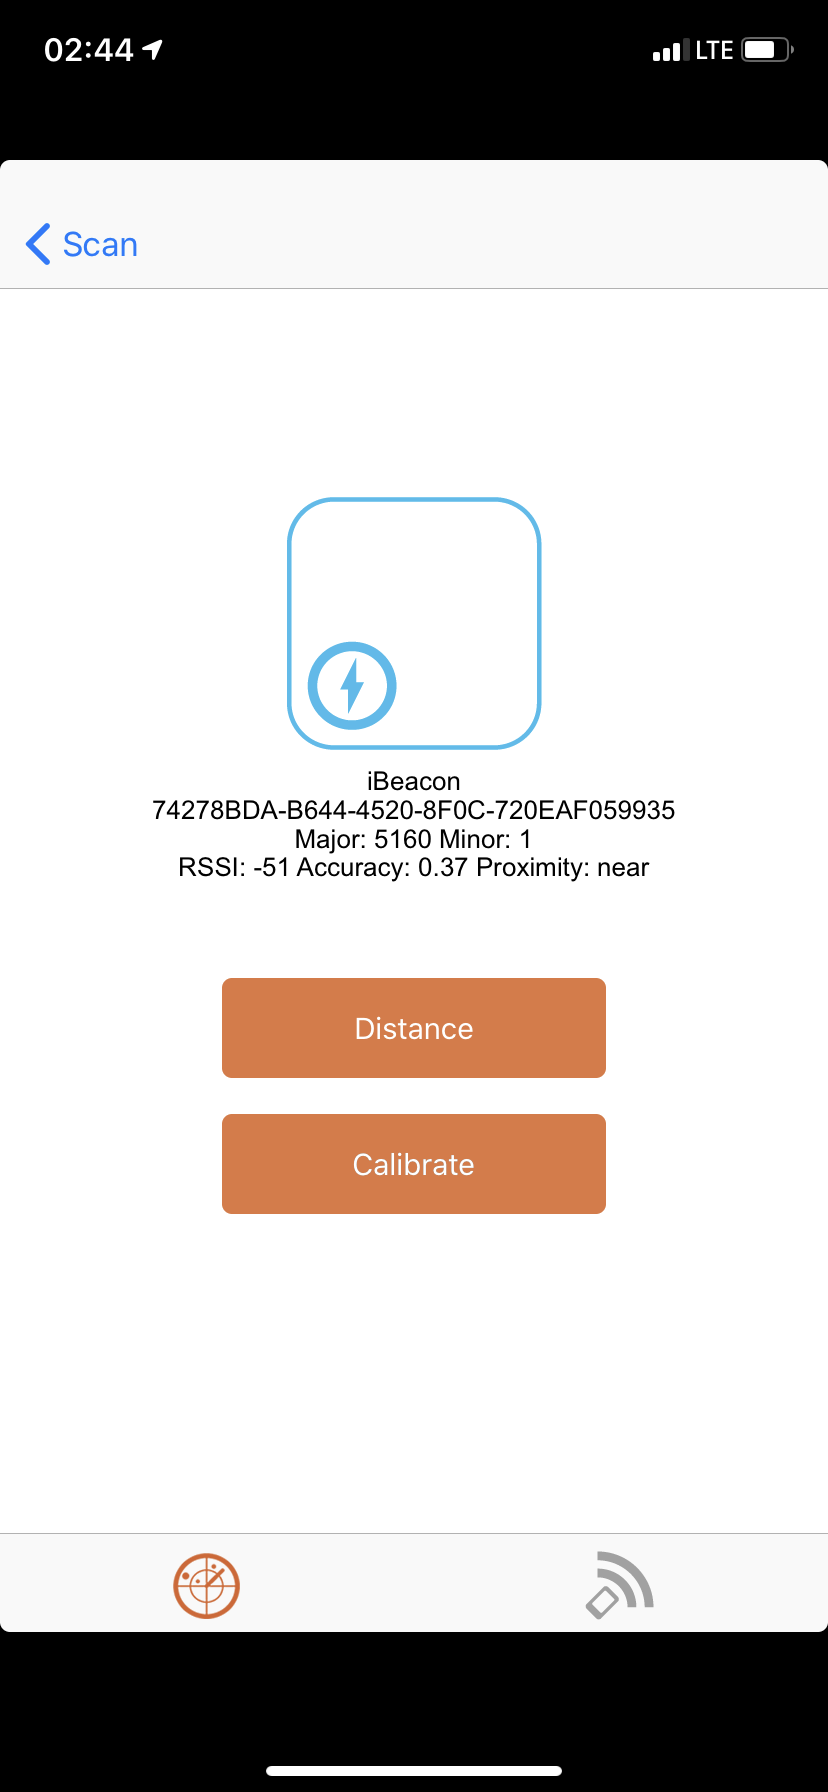 02:44 LTE
Scan
iBeacon
74278BDA-B644-4520-8F0C-720EAF059935
Major: 5160 Minor: 1
RSSI: -51 Accuracy: 0.37 Proximity: near
Distance
Calibrate